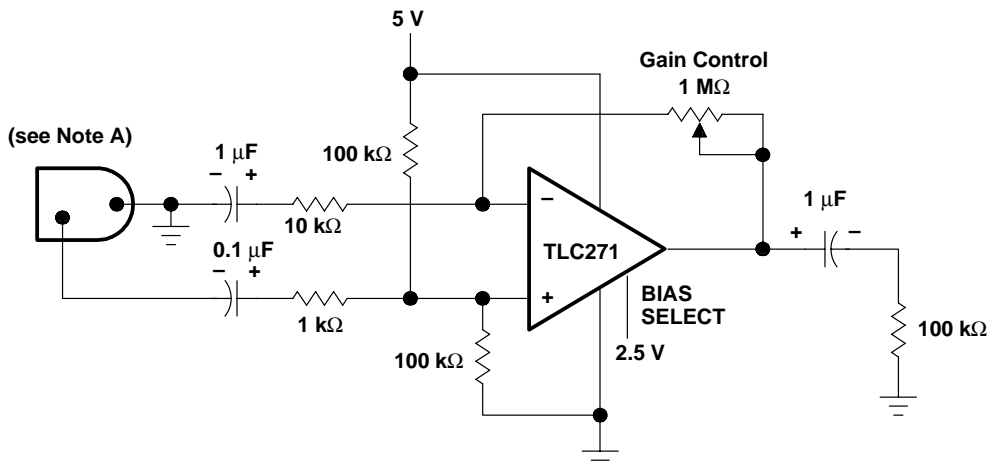 5 V
Gain Control
1 MΩ
(see Note A)
1 μF
100 kΩ
1 μF
− +
−
+ −
10 kΩ
0.1 μF
TLC271
− +
+
BIAS
SELECT
1 kΩ
2.5 V
100 kΩ
100 kΩ